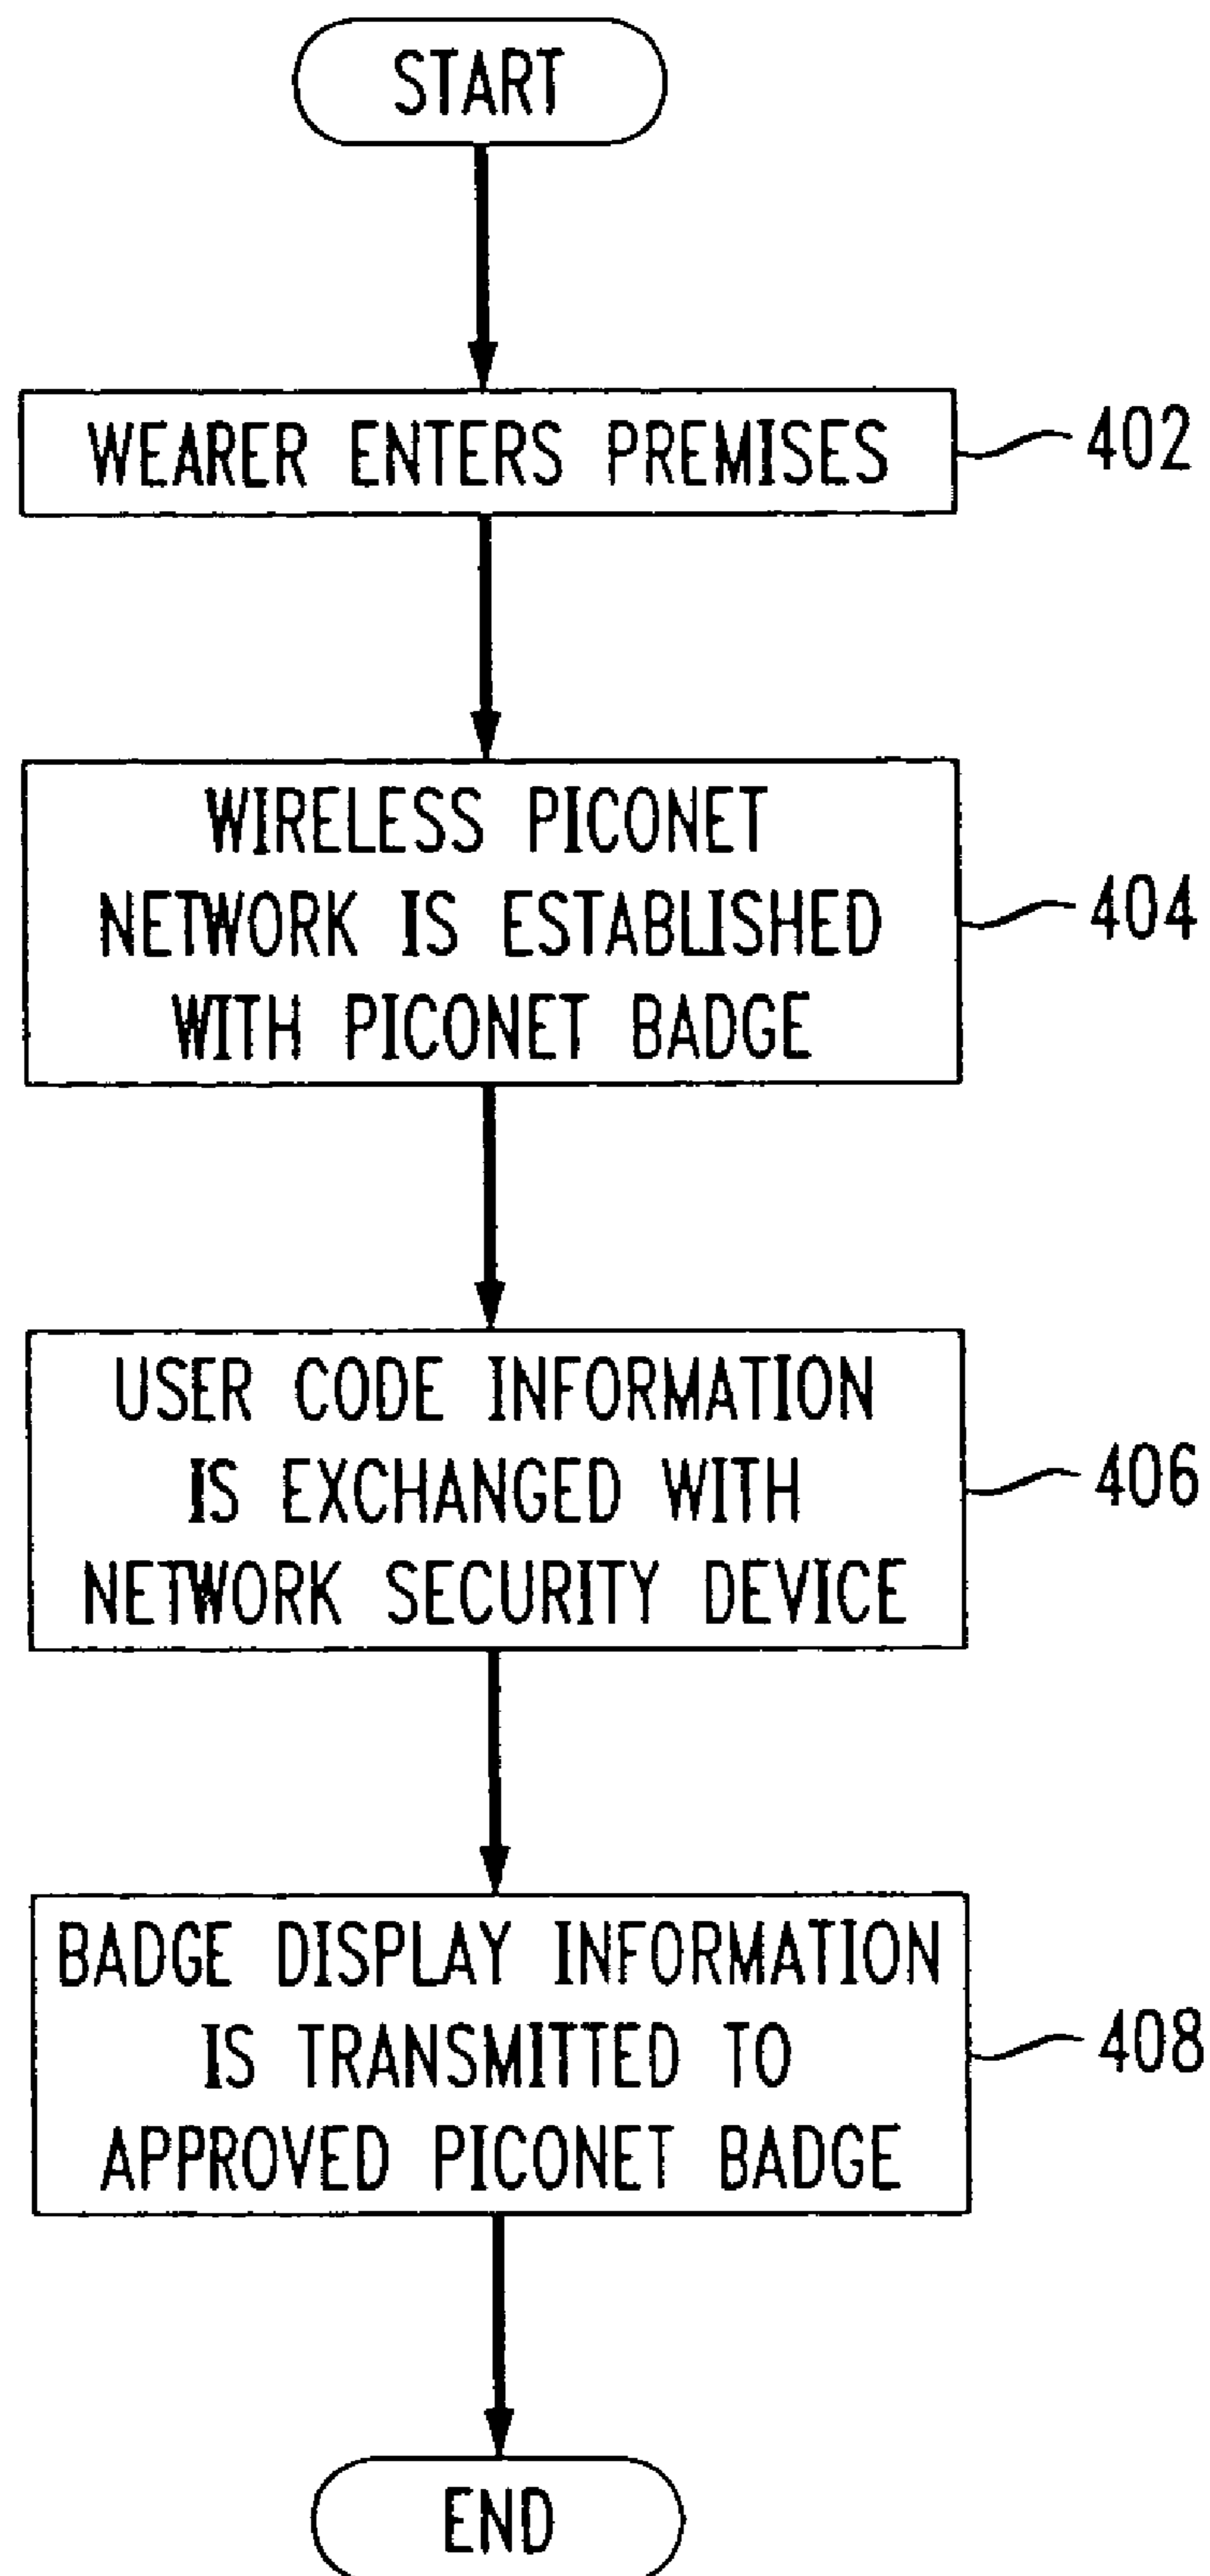 START
WEARER ENTERS PREMISES
402
WIRELESS PICONET
NETWORK IS ESTABLISHED
WITH PICONET BADGE
404
USER CODE INFORMATION
IS EXCHANGED WITH
NETWORK SECURITY DEVICE
406
BADGE DISPLAY INFORMATION
IS TRANSMITTED TO
APPROVED PICONET BADGE
408
END